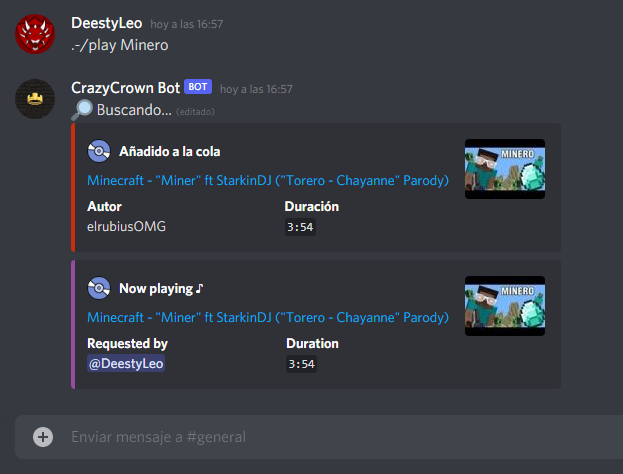 DeestyLeo hoy a las 16:57
.-/play Minero
CrazyCrown Bot BOT hoy a las 16:57
🔎 Buscando... (editado)
Añadido a la cola
MINERO
Minecraft - "Miner" ft StarkinDJ ("Torero - Chayanne" Parody)
Autor Duración
elrubiusOMG 3:54
Now playing ♪
MINERO
Minecraft - "Miner" ft StarkinDJ ("Torero - Chayanne" Parody)
Requested by Duration
@DeestyLeo 3:54
Enviar mensaje a #general